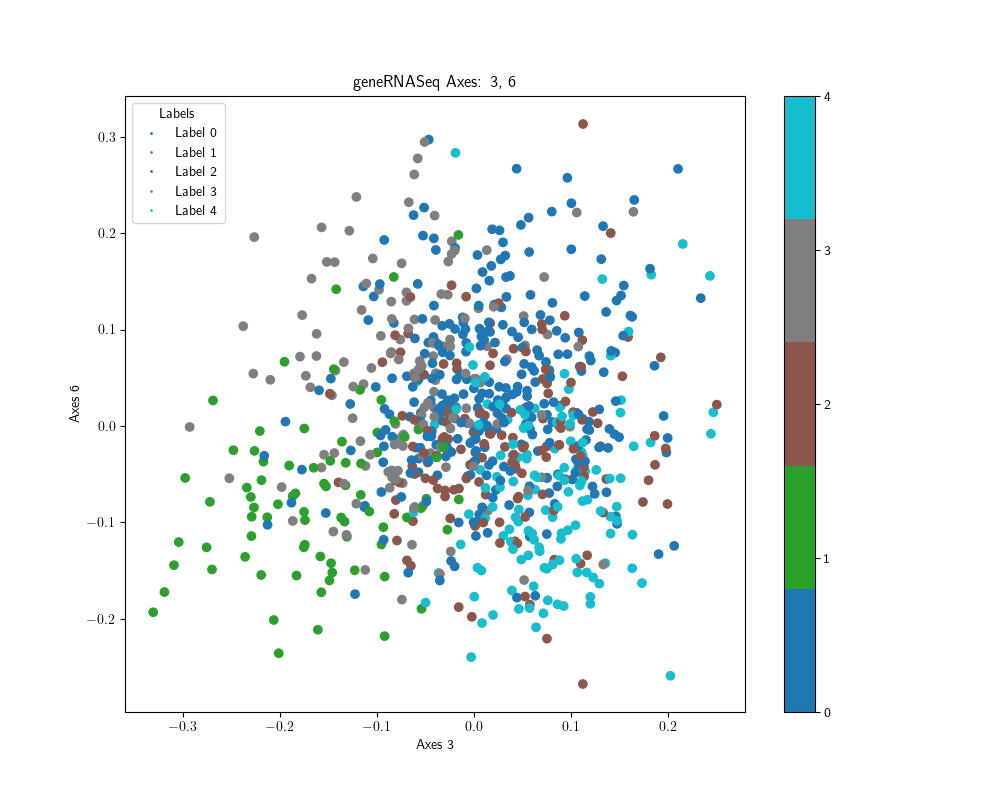 geneRNASeq Axes: 3, 6
Labels
Label 0
Label 1
Label 2
Label 3
Label 4
0.3
0.2
0.1
0.0
−0.1
−0.2
Axes 6
−0.3
−0.2
−0.1
0.0
0.1
0.2
Axes 3
4
3
2
1
0